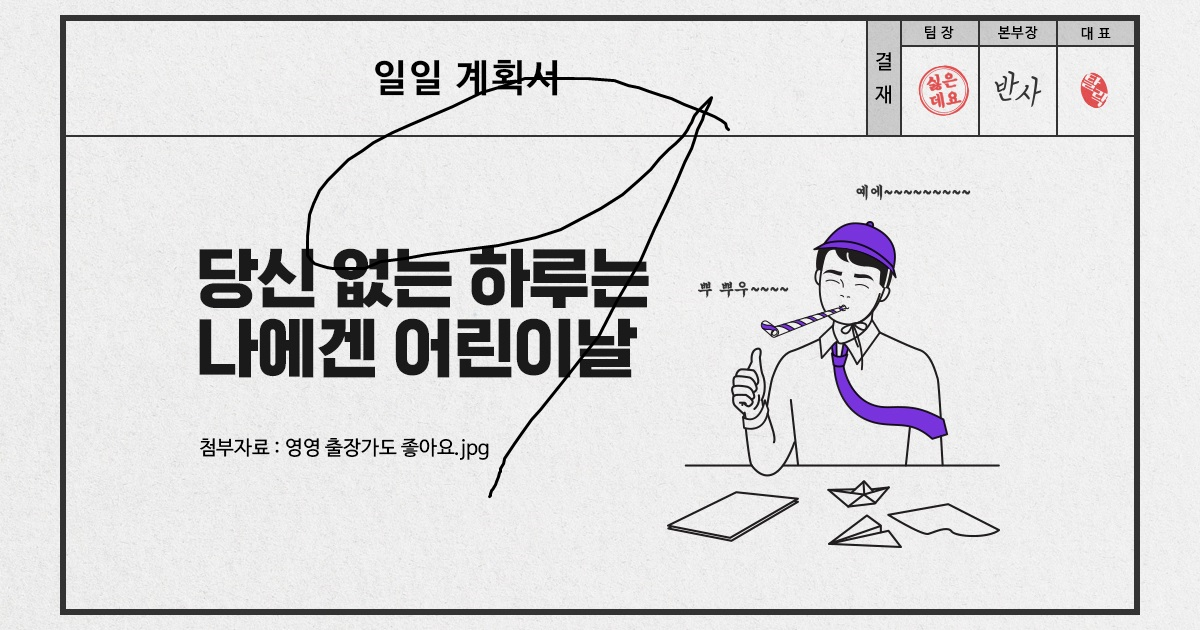 일일 계획서
결재
팀 장
본부장
대 표
싫은데요
반사
클릭
예에~~~~~~~~~
당신 없는 하루는
뿌 뿌우~~~~
나에겐 어린이날
첨부자료 : 영영 출장가도 좋아요.jpg